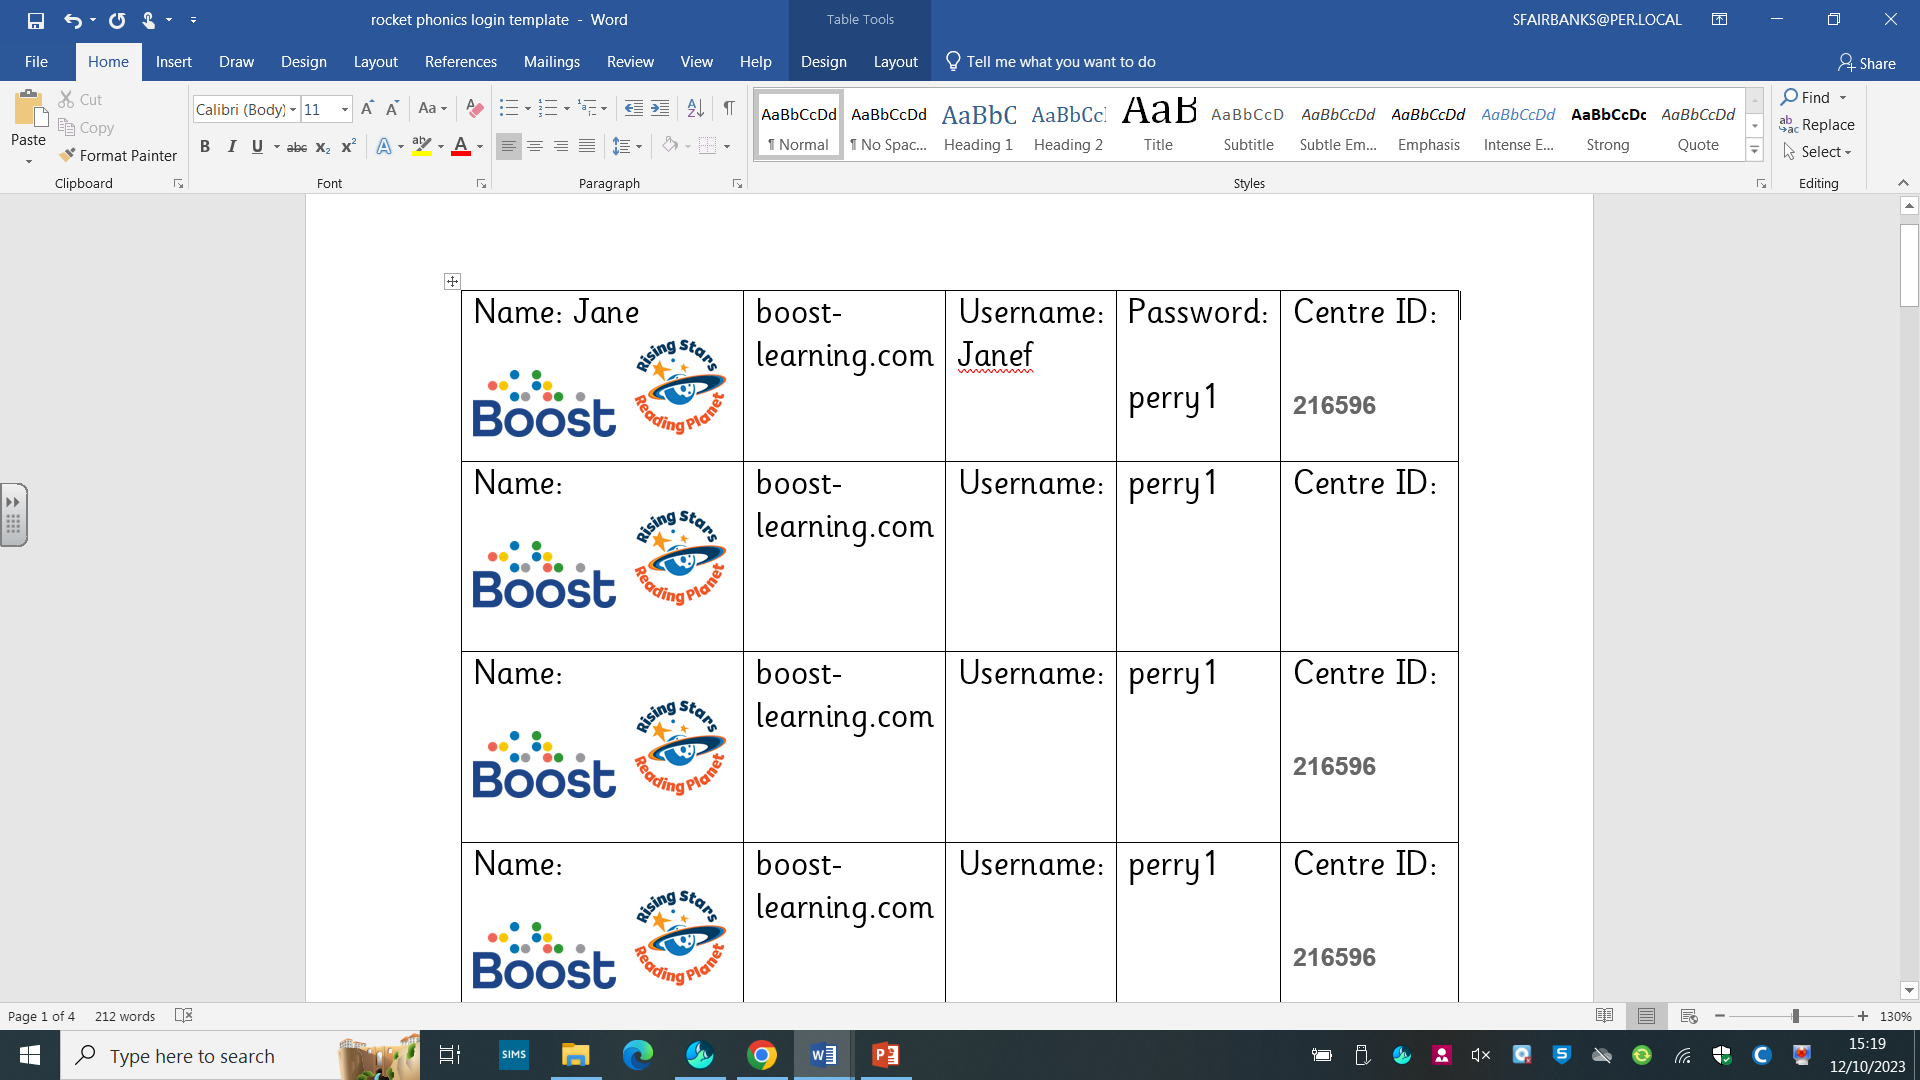 rocket phonics login template - Word
Table Tools
SFAIRBANKS@PER.LOCAL
File
Home
Insert
Draw
Design
Layout
References
Mailings
Review
View
Help
Design
Layout
Tell me what you want to do
Share
Paste
Cut
Copy
Format Painter
Clipboard
Calibri (Body)
11
Font
Paragraph
AaBbCcDd
¶ Normal
AaBbCcDd
¶ No Spac...
AaBbC
Heading 1
AaBbCc
Heading 2
AaB
Title
AaBbCcD
Subtitle
AaBbCcDd
Subtle Em...
AaBbCcDd
Emphasis
AaBbCcDd
Intense E...
AaBbCcDc
Strong
AaBbCcDd
Quote
Styles
Find
Replace
Select
Editing
Name: Jane
Boost
Rising Stars
Reading Planet
boost-
learning.com
Username:
Janef
Password:
perry1
Centre ID:
216596
Name:
Boost
Rising Stars
Reading Planet
boost-
learning.com
Username:
perry1
Centre ID:
Name:
Boost
Rising Stars
Reading Planet
boost-
learning.com
Username:
perry1
Centre ID:
216596
Name:
Boost
Rising Stars
Reading Planet
boost-
learning.com
Username:
perry1
Centre ID:
216596
Page 1 of 4
212 words
130%
Type here to search
SIMS
15:19
12/10/2023